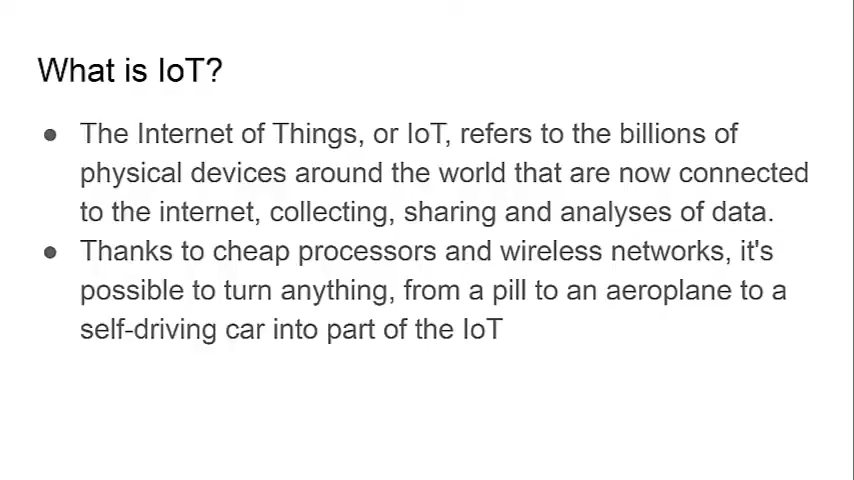 What is IoT?
● The Internet of Things, or IoT, refers to the billions of
physical devices around the world that are now connected
to the internet, collecting, sharing and analyses of data.
● Thanks to cheap processors and wireless networks, it's
possible to turn anything, from a pill to an aeroplane to a
self-driving car into part of the IoT